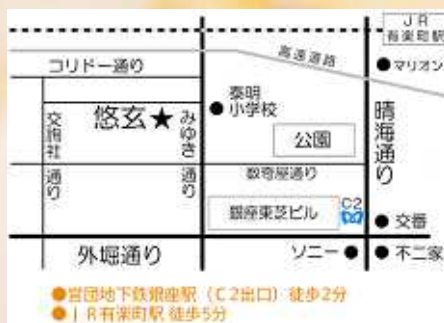 JR
有楽町駅
高速道路
マリオン
コリドー通り
泰明
小学校
悠玄★
みゆき通り
交詢社通り
公園
晴海通り
数寄屋通り
銀座東芝ビル
C2
交番
外堀通り
ソニー
不二家
●営団地下鉄銀座駅（C2出口）徒歩2分
●JR有楽町駅 徒歩5分